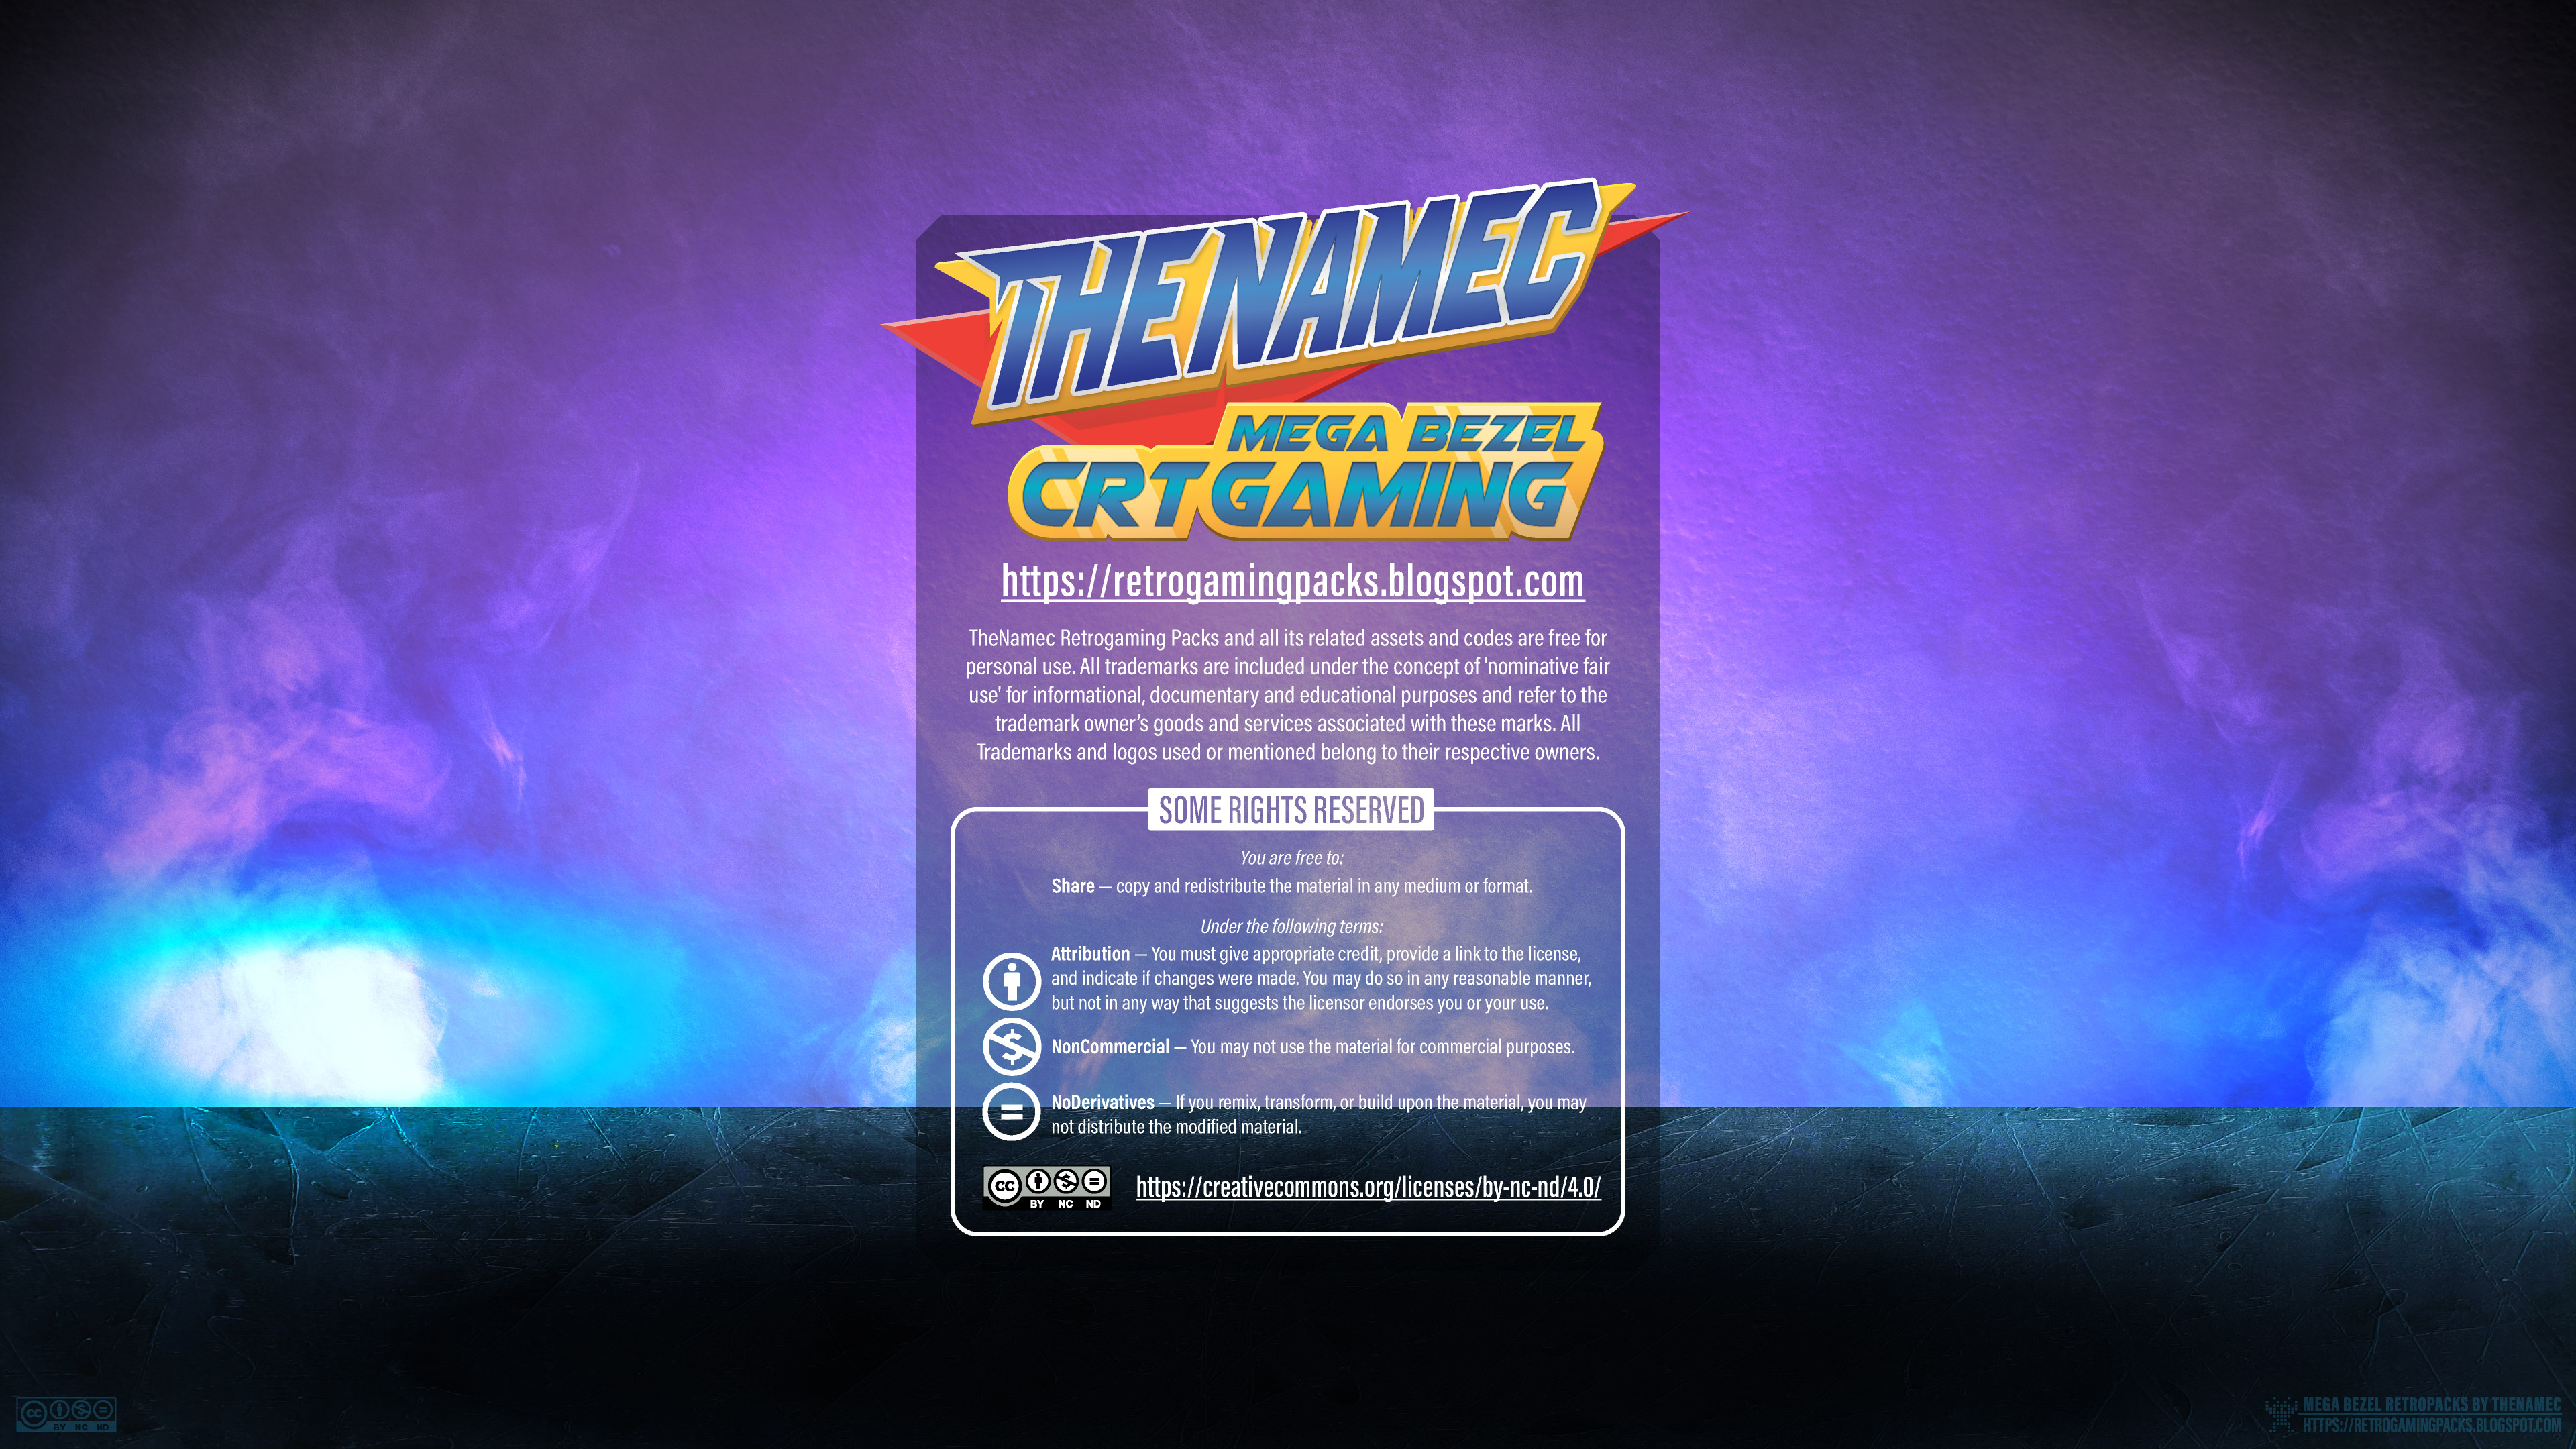 THENAMEC
MEGA BEZEL
CRTGAMING
https://retrogamingpacks.blogspot.com
TheNamec Retrogaming Packs and all its related assets and codes are free for
personal use. All trademarks are included under the concept of 'nominative fair
use' for informational, documentary and educational purposes and refer to the
trademark owner’s goods and services associated with these marks. All
Trademarks and logos used or mentioned belong to their respective owners.
SOME RIGHTS RESERVED
You are free to:
Share — copy and redistribute the material in any medium or format.
Under the following terms:
Attribution — You must give appropriate credit, provide a link to the license,
and indicate if changes were made. You may do so in any reasonable manner,
but not in any way that suggests the licensor endorses you or your use.
$
NonCommercial — You may not use the material for commercial purposes.
=
NoDerivatives — If you remix, transform, or build upon the material, you may
not distribute the modified material.
cc $ =
BY NC ND
https://creativecommons.org/licenses/by-nc-nd/4.0/
cc $ =
BY NC ND
MEGA BEZEL RETROPACKS BY THENAMEC
HTTPS://RETROGAMINGPACKS.BLOGSPOT.COM